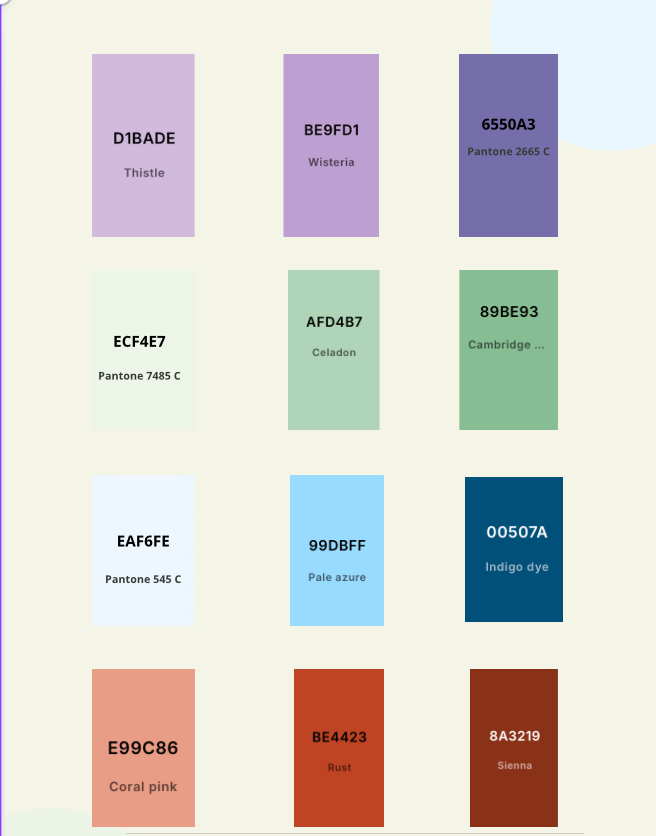 D1BADE
Thistle
BE9FD1
Wisteria
6550A3
Pantone 2665 C
ECF4E7
Pantone 7485 C
AFD4B7
Celadon
89BE93
Cambridge ...
EAF6FE
Pantone 545 C
99DBFF
Pale azure
00507A
Indigo dye
E99C86
Coral pink
BE4423
Rust
8A3219
Sienna